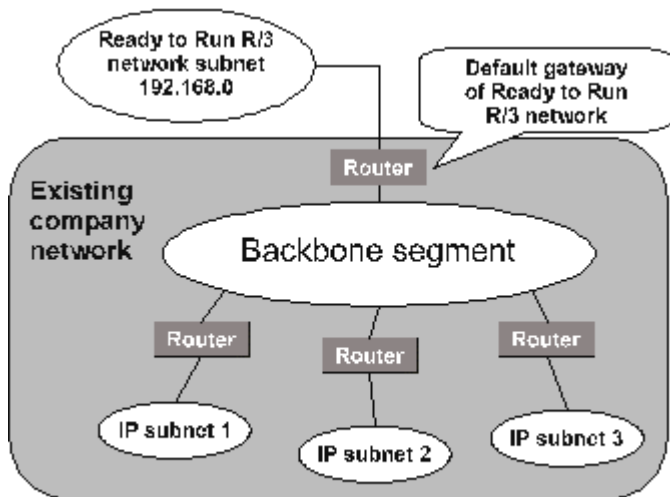 Ready to Run R/3
network subnet
192.168.0
Default gateway
of Ready to Run
R/3 network
Router
Existing
company
network
Backbone segment
Router
Router
Router
IP subnet 1
IP subnet 2
IP subnet 3